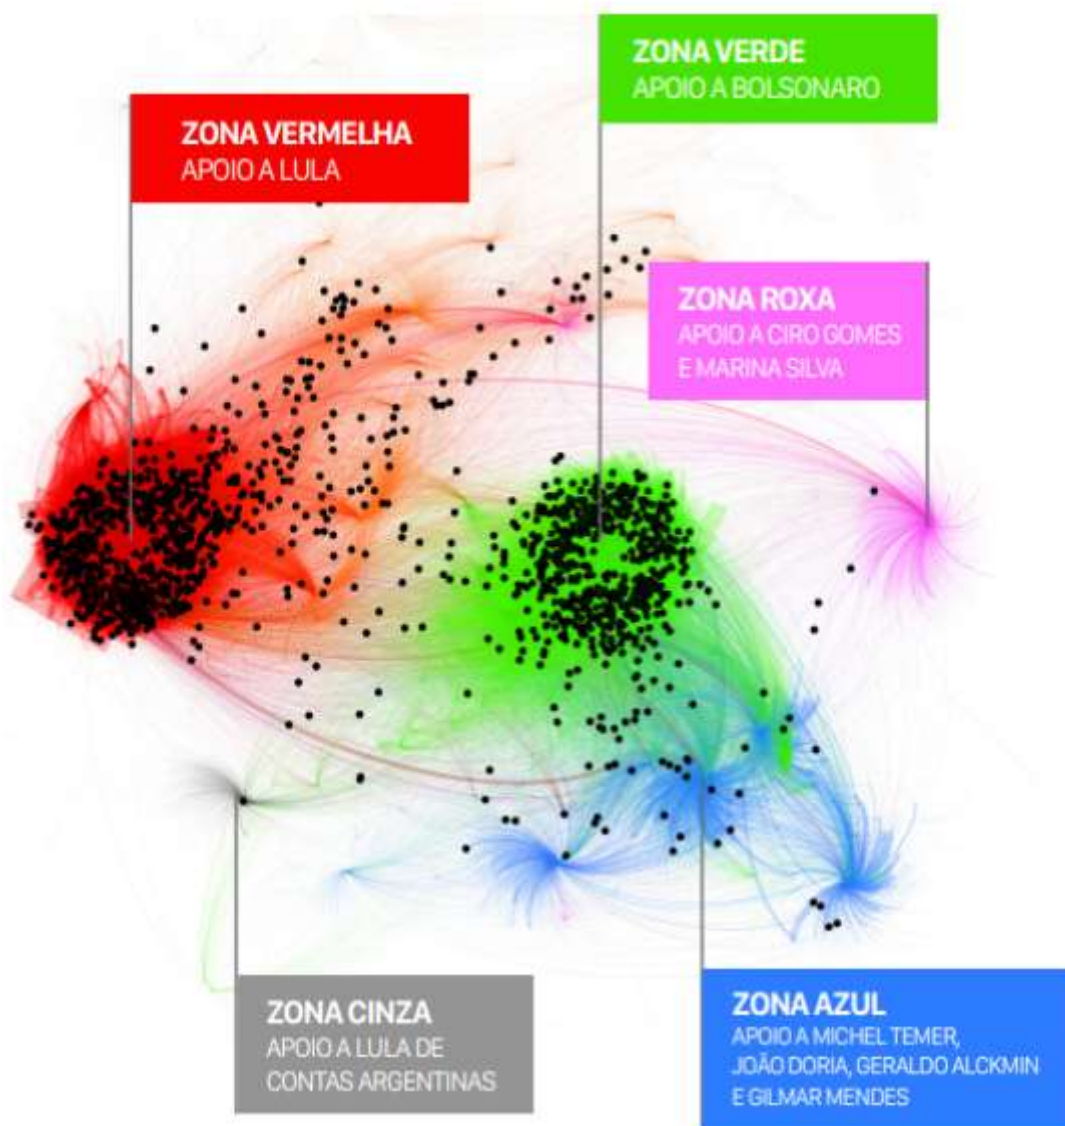 ZONA VERDE
APOIO A BOLSONARO
ZONA VERMELHA
APOIO A LULA
ZONA ROXA
APOIO A CIRO GOMES
E MARINA SILVA
ZONA CINZA
APOIO A LULA DE
CONTAS ARGENTINAS
ZONA AZUL
APOIO A MICHEL TEMER,
JOÃO DORIA, GERALDO ALCKMIN
E GILMAR MENDES